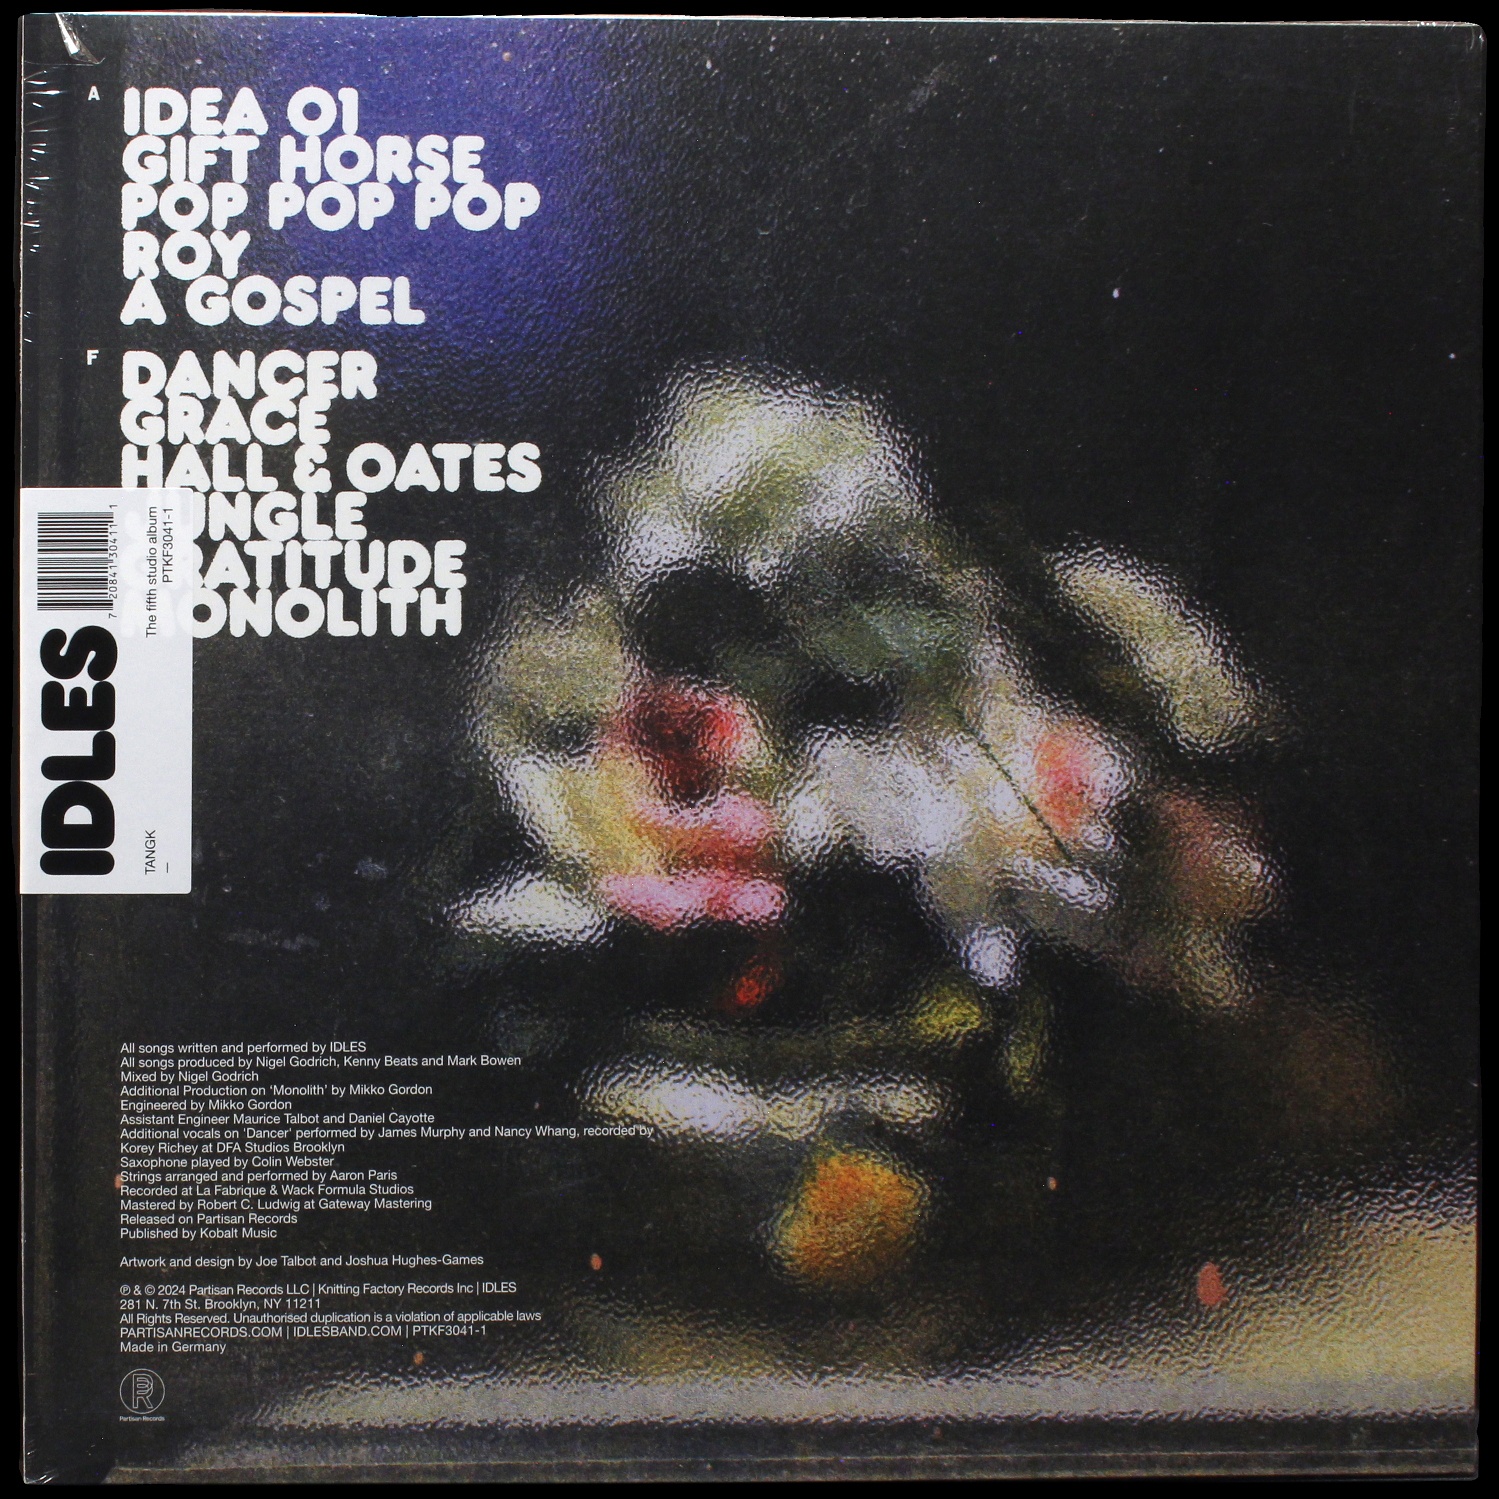 A
IDEA 01
GIFT HORSE
POP POP POP
ROY
A GOSPEL
F
DANCER
GRACE
HALL & OATES
JUNGLE
GRATITUDE
MONOLITH
7 20841 3041 1 1
The fifth studio album
PTKF3041-1
IDLES
TANGK
—
All songs written and performed by IDLES
All songs produced by Nigel Godrich, Kenny Beats and Mark Bowen
Mixed by Nigel Godrich
Additional Production on ‘Monolith’ by Mikko Gordon
Engineered by Mikko Gordon
Assistant Engineer Maurice Talbot and Daniel Cayotte
Additional vocals on 'Dancer' performed by James Murphy and Nancy Whang, recorded by
Korey Richey at DFA Studios Brooklyn
Saxophone played by Colin Webster
Strings arranged and performed by Aaron Paris
Recorded at La Fabrique & Wack Formula Studios
Mastered by Robert C. Ludwig at Gateway Mastering
Released on Partisan Records
Published by Kobalt Music
Artwork and design by Joe Talbot and Joshua Hughes-Games
℗ & © 2024 Partisan Records LLC | Knitting Factory Records Inc | IDLES
281 N. 7th St. Brooklyn, NY 11211
All Rights Reserved. Unauthorised duplication is a violation of applicable laws
PARTISANRECORDS.COM | IDLESBAND.COM | PTKF3041-1
Made in Germany
Partisan Records